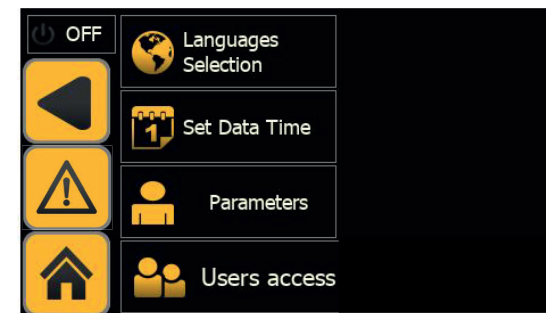 OFF
Languages
Selection
1
Set Data Time
Parameters
Users access